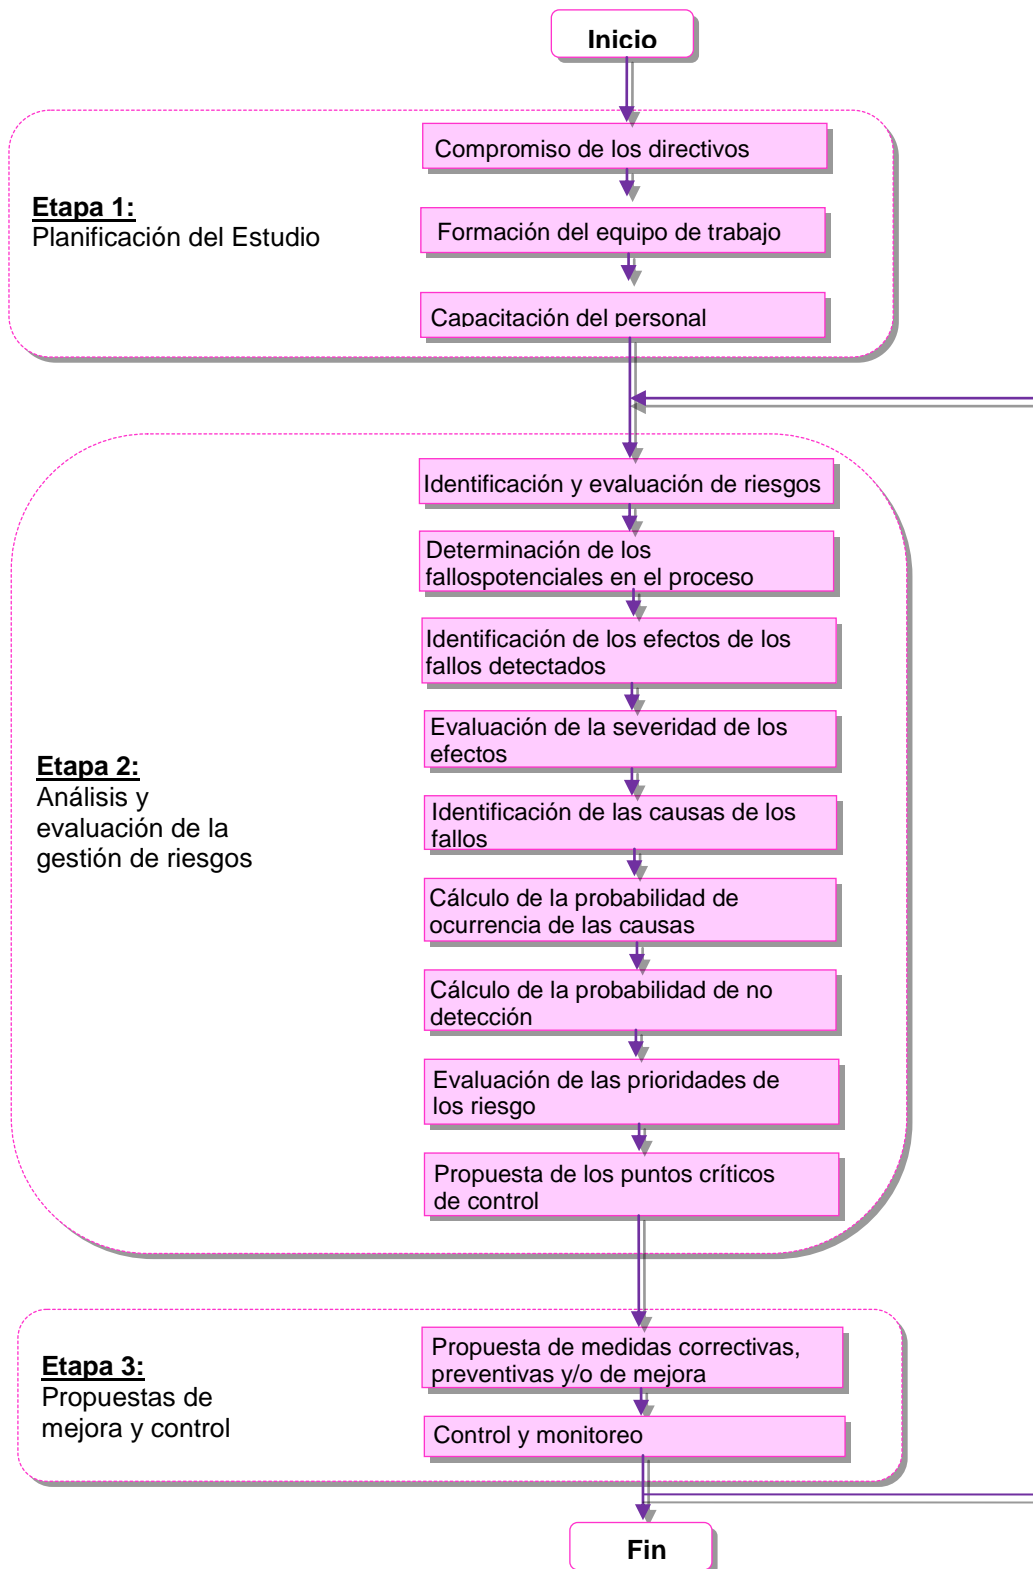 Inicio
Compromiso de los directivos
Etapa 1:
Planificación del Estudio
Formación del equipo de trabajo
Capacitación del personal
Identificación y evaluación de riesgos
Determinación de los
fallospotenciales en el proceso
Identificación de los efectos de los
fallos detectados
Evaluación de la severidad de los
efectos
Etapa 2:
Análisis y
evaluación de la
gestión de riesgos
Identificación de las causas de los
fallos
Cálculo de la probabilidad de
ocurrencia de las causas
Cálculo de la probabilidad de no
detección
Evaluación de las prioridades de
los riesgo
Propuesta de los puntos críticos
de control
Etapa 3:
Propuestas de
mejora y control
Propuesta de medidas correctivas,
preventivas y/o de mejora
Control y monitoreo
Fin